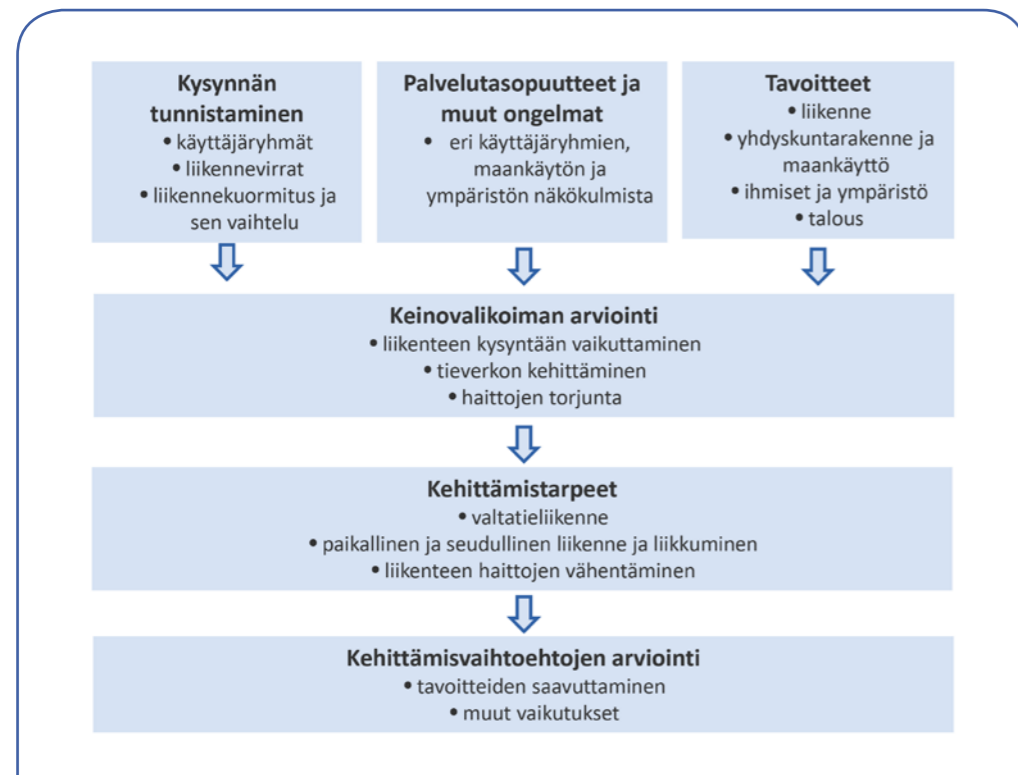 Kysynnän
tunnistaminen
• käyttäjäryhmät
• liikennevirrat
• liikennekuormitus ja
sen vaihtelu
Palvelutasopuutteet ja
muut ongelmat
• eri käyttäjäryhmien,
maankäytön ja
ympäristön näkökulmista
Tavoitteet
• liikenne
• yhdyskuntarakenne ja
maankäyttö
• ihmiset ja ympäristö
• talous
Keinovalikoiman arviointi
• liikenteen kysyntään vaikuttaminen
• tieverkon kehittäminen
• haittojen torjunta
Kehittämistarpeet
• valtatieliikenne
• paikallinen ja seudullinen liikenne ja liikkuminen
• liikenteen haittojen vähentäminen
Kehittämisvaihtoehtojen arviointi
• tavoitteiden saavuttaminen
• muut vaikutukset